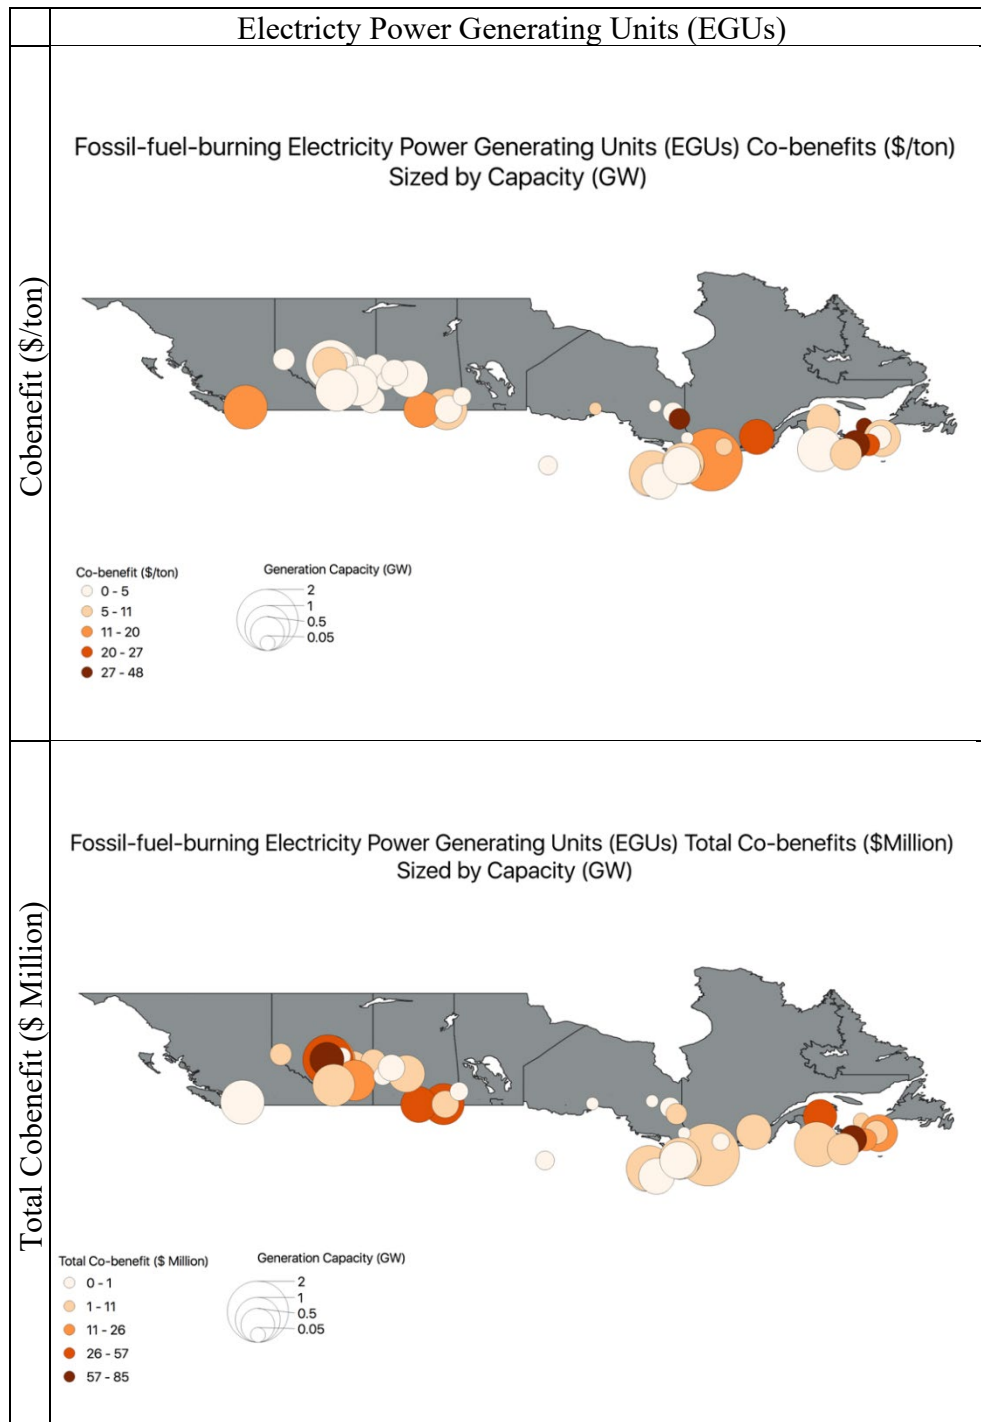 Electricty Power Generating Units (EGUs)
Cobenefit ($/ton)
Fossil-fuel-burning Electricity Power Generating Units (EGUs) Co-benefits ($/ton)
Sized by Capacity (GW)
Co-benefit ($/ton)
0 - 5
5 - 11
11 - 20
20 - 27
27 - 48
Generation Capacity (GW)
2
1
0.5
0.05
Total Cobenefit ($ Million)
Fossil-fuel-burning Electricity Power Generating Units (EGUs) Total Co-benefits ($Million)
Sized by Capacity (GW)
Total Co-benefit ($ Million)
0 - 1
1 - 11
11 - 26
26 - 57
57 - 85
Generation Capacity (GW)
2
1
0.5
0.05